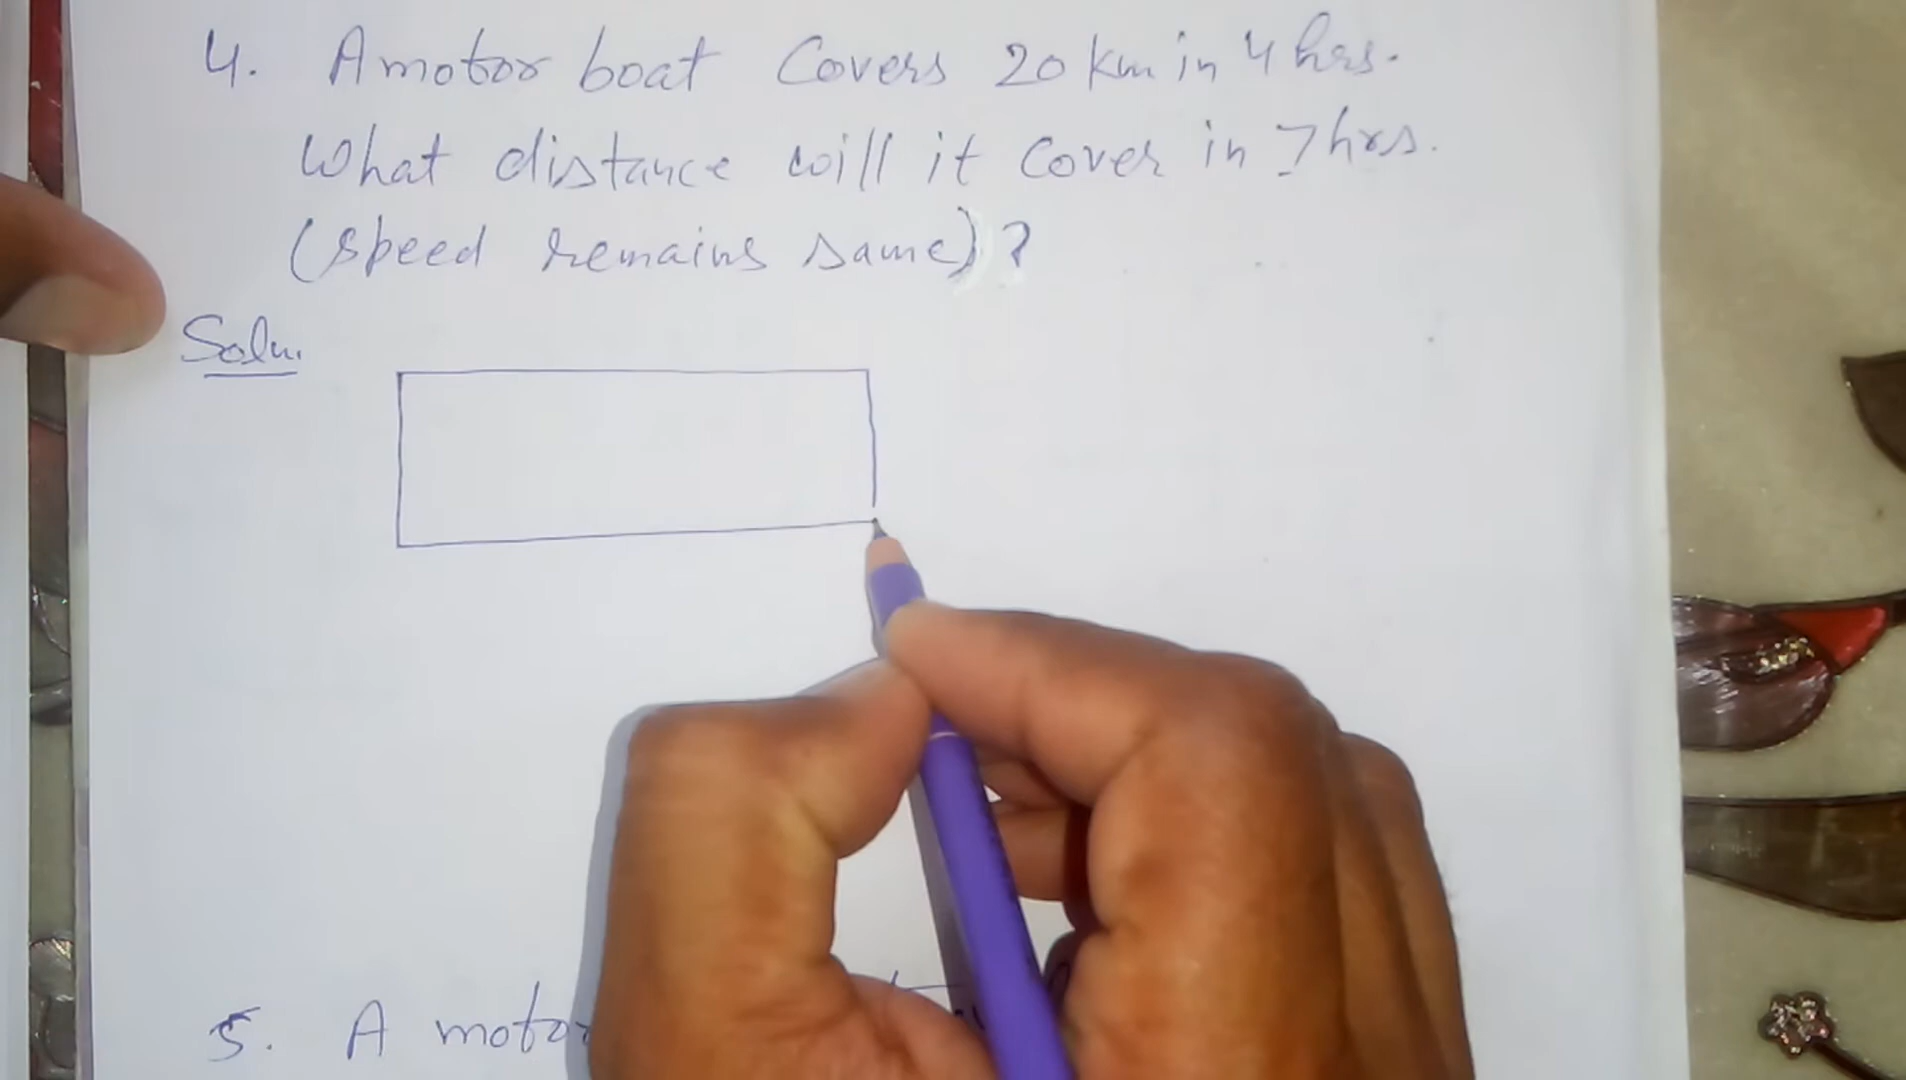 4. A motor boat Covers 20 km in 4 hrs.
What distance will it cover in 7 hrs.
(speed remains same)?
Soln.
5. A motor